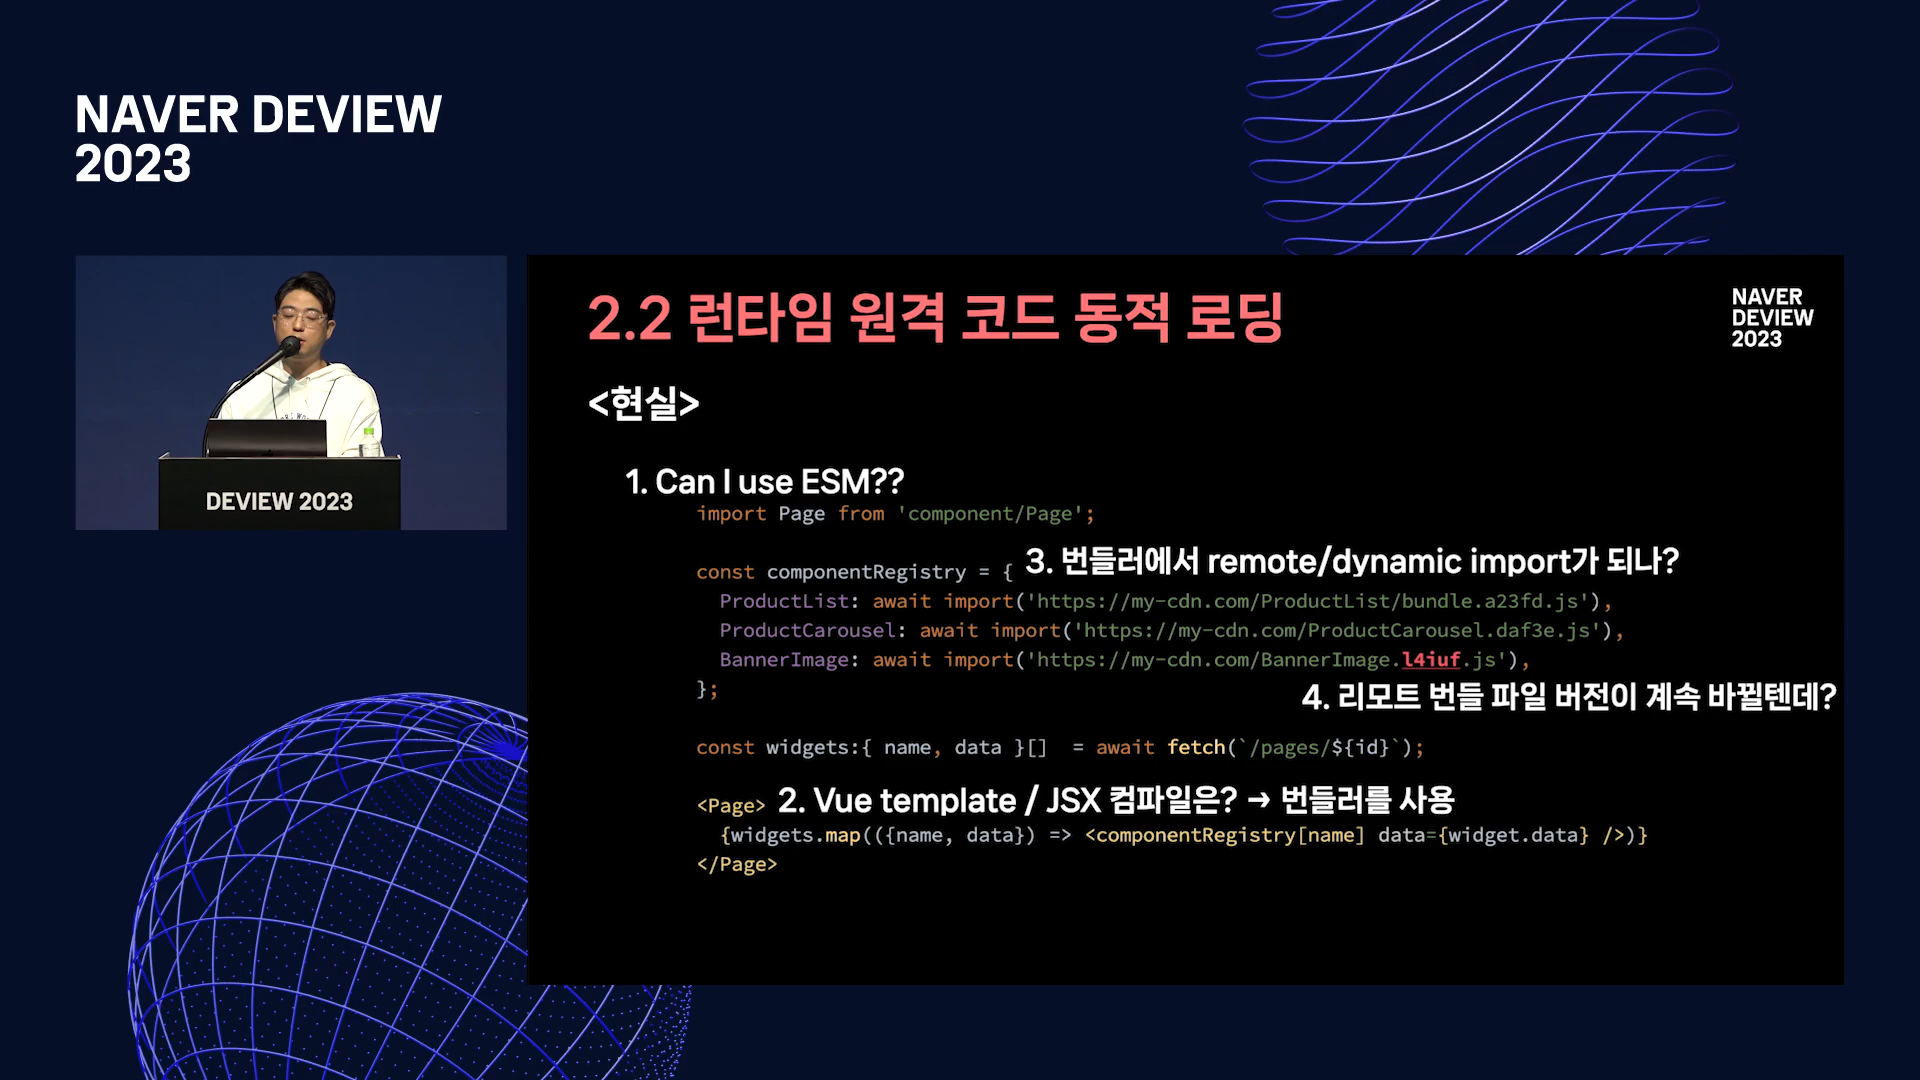 NAVER DEVIEW
2023
DEVIEW 2023
2.2 런타임 원격 코드 동적 로딩
NAVER
DEVIEW
2023
<현실>
1. Can I use ESM??
import Page from 'component/Page';
3. 번들러에서 remote/dynamic import가 되나?
const componentRegistry = {
ProductList: await import('https://my-cdn.com/ProductList/bundle.a23fd.js'),
ProductCarousel: await import('https://my-cdn.com/ProductCarousel.daf3e.js'),
BannerImage: await import('https://my-cdn.com/BannerImage.l4iuf.js'),
};
4. 리모트 번들 파일 버전이 계속 바뀔텐데?
const widgets:{ name, data }[]  = await fetch(`/pages/${id}`);
<Page>
2. Vue template / JSX 컴파일은? → 번들러를 사용
{widgets.map(({name, data}) => <componentRegistry[name] data={widget.data} />)}
</Page>